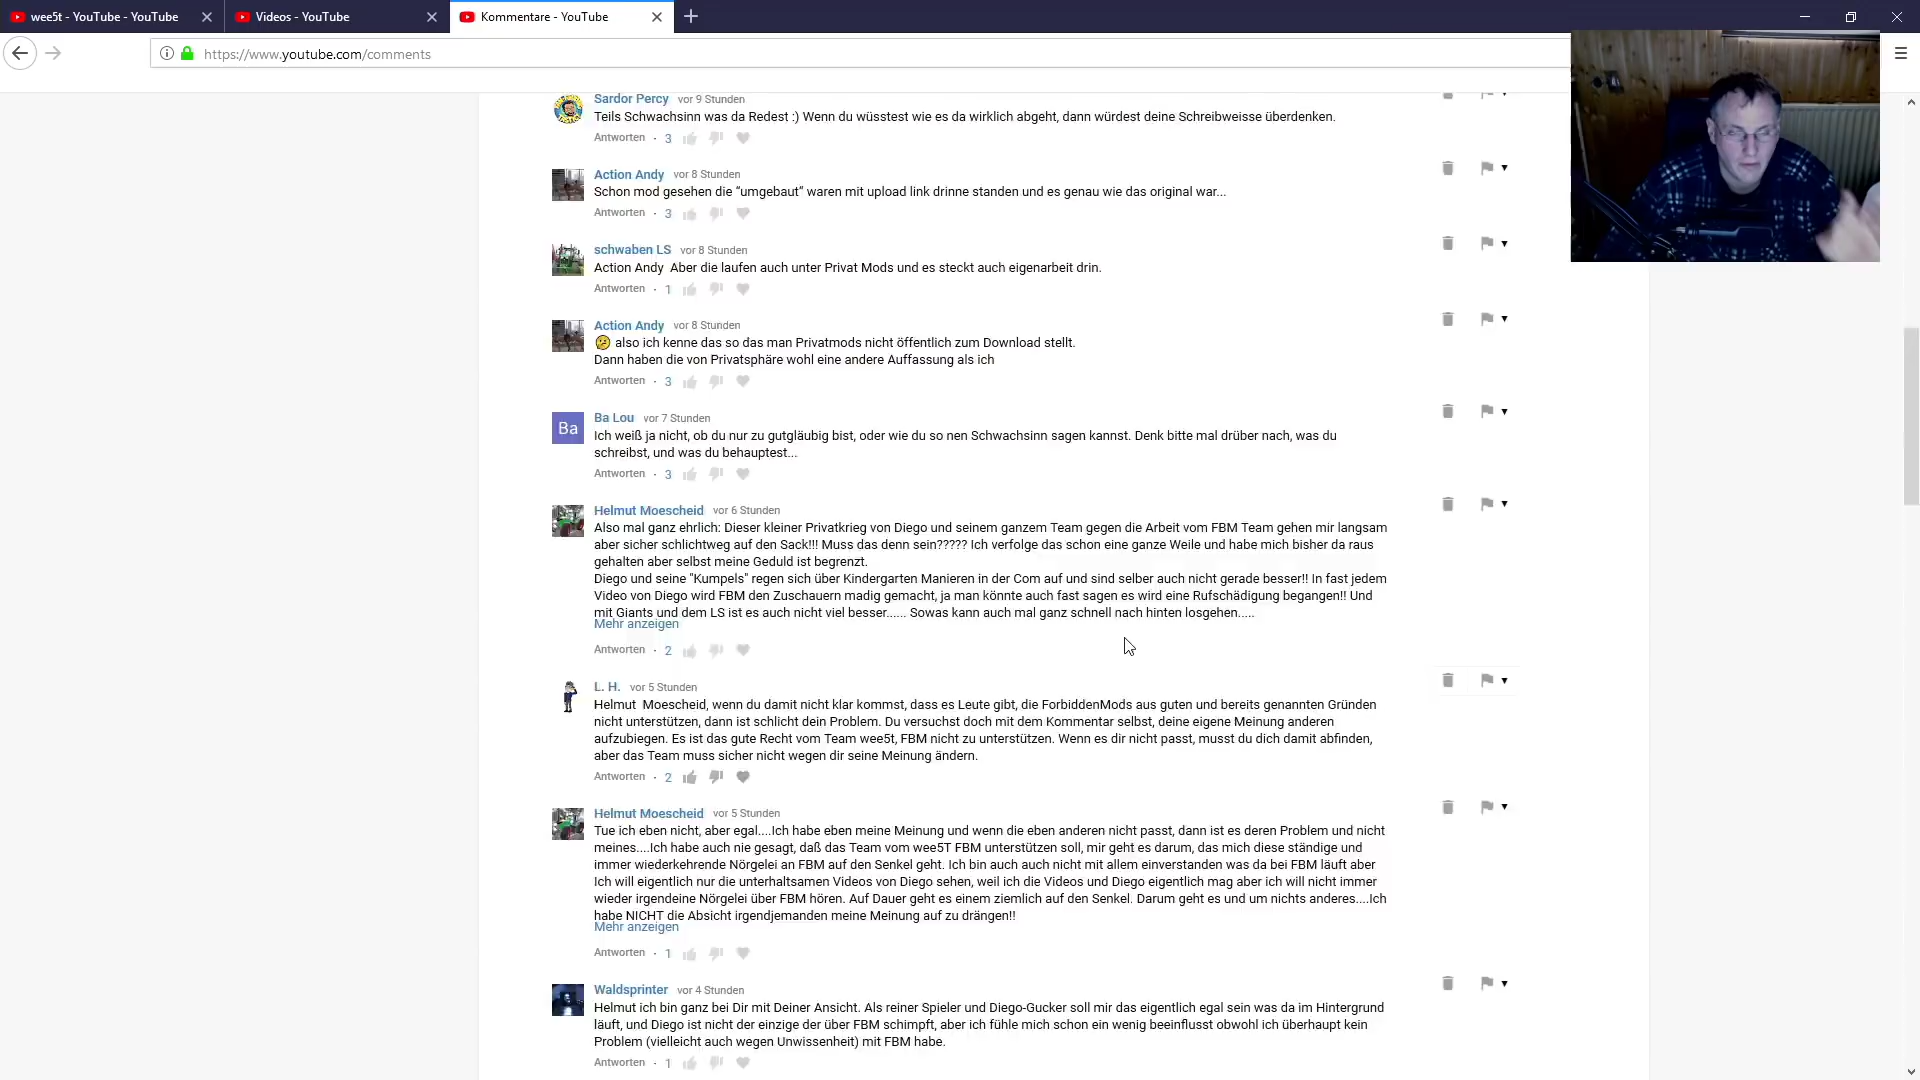 wee5t - YouTube - YouTube
Videos - YouTube
Kommentare - YouTube
https://www.youtube.com/comments
Sardor Percy vor 9 Stunden
Teils Schwachsinn was da Redest :) Wenn du wüsstest wie es da wirklich abgeht, dann würdest deine Schreibweisse überdenken.
Antworten · 3
Action Andy vor 8 Stunden
Schon mod gesehen die “umgebaut“ waren mit upload link drinne standen und es genau wie das original war...
Antworten · 3
schwaben LS vor 8 Stunden
Action Andy Aber die laufen auch unter Privat Mods und es steckt auch eigenarbeit drin.
Antworten · 1
Action Andy vor 8 Stunden
🤔 also ich kenne das so das man Privatmods nicht öffentlich zum Download stellt.
Dann haben die von Privatsphäre wohl eine andere Auffassung als ich
Antworten · 3
Ba
Ba Lou vor 7 Stunden
Ich weiß ja nicht, ob du nur zu gutgläubig bist, oder wie du so nen Schwachsinn sagen kannst. Denk bitte mal drüber nach, was du
schreibst, und was du behauptest...
Antworten · 3
Helmut Moescheid vor 6 Stunden
Also mal ganz ehrlich: Dieser kleiner Privatkrieg von Diego und seinem ganzem Team gegen die Arbeit vom FBM Team gehen mir langsam
aber sicher schlichtweg auf den Sack!!! Muss das denn sein????? Ich verfolge das schon eine ganze Weile und habe mich bisher da raus
gehalten aber selbst meine Geduld ist begrenzt.
Diego und seine "Kumpels" regen sich über Kindergarten Manieren in der Com auf und sind selber auch nicht gerade besser!! In fast jedem
Video von Diego wird FBM den Zuschauern madig gemacht, ja man könnte auch fast sagen es wird eine Rufschädigung begangen!! Und
mit Giants und dem LS ist es auch nicht viel besser...... Sowas kann auch mal ganz schnell nach hinten losgehen.....
Mehr anzeigen
Antworten · 2
L. H. vor 5 Stunden
Helmut Moescheid, wenn du damit nicht klar kommst, dass es Leute gibt, die ForbiddenMods aus guten und bereits genannten Gründen
nicht unterstützen, dann ist schlicht dein Problem. Du versuchst doch mit dem Kommentar selbst, deine eigene Meinung anderen
aufzubiegen. Es ist das gute Recht vom Team wee5t, FBM nicht zu unterstützen. Wenn es dir nicht passt, musst du dich damit abfinden,
aber das Team muss sicher nicht wegen dir seine Meinung ändern.
Antworten · 2
Helmut Moescheid vor 5 Stunden
Tue ich eben nicht, aber egal....Ich habe eben meine Meinung und wenn die eben anderen nicht passt, dann ist es deren Problem und nicht
meines....Ich habe auch nie gesagt, daß das Team vom wee5T FBM unterstützen soll, mir geht es darum, das mich diese ständige und
immer wiederkehrende Nörgelei an FBM auf den Senkel geht. Ich bin auch auch nicht mit allem einverstanden was da bei FBM läuft aber
Ich will eigentlich nur die unterhaltsamen Videos von Diego sehen, weil ich die Videos und Diego eigentlich mag aber ich will nicht immer
wieder irgendeine Nörgelei über FBM hören. Auf Dauer geht es einem ziemlich auf den Senkel. Darum geht es und um nichts anderes....Ich
habe NICHT die Absicht irgendjemanden meine Meinung auf zu drängen!!
Mehr anzeigen
Antworten · 1
Waldsprinter vor 4 Stunden
Helmut ich bin ganz bei Dir mit Deiner Ansicht. Als reiner Spieler und Diego-Gucker soll mir das eigentlich egal sein was da im Hintergrund
läuft, und Diego ist nicht der einzige der über FBM schimpft, aber ich fühle mich schon ein wenig beeinflusst obwohl ich überhaupt kein
Problem (vielleicht auch wegen Unwissenheit) mit FBM habe.
Antworten · 1